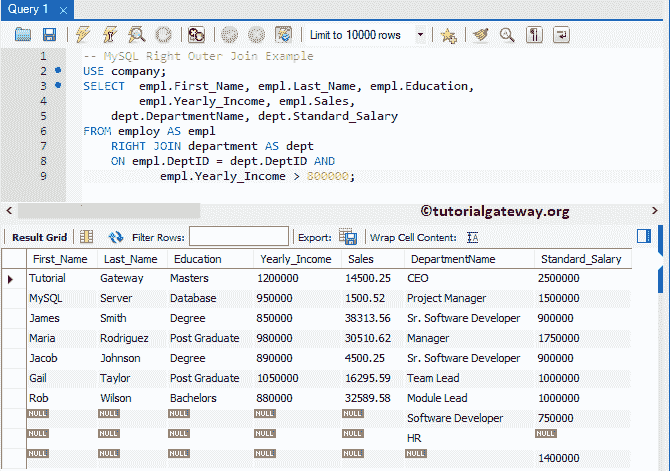 Query 1
Limit to 10000 rows
1 -- MySQL Right Outer Join Example
2 USE company;
3 SELECT empl.First_Name, empl.Last_Name, empl.Education,
4 empl.Yearly_Income, empl.Sales,
5 dept.DepartmentName, dept.Standard_Salary
6 FROM employ AS empl
7 RIGHT JOIN department AS dept
8 ON empl.DeptID = dept.DeptID AND
9 empl.Yearly_Income > 800000;
©tutorialgateway.org
Result Grid Filter Rows: Export: Wrap Cell Content:
First_Name Last_Name Education Yearly_Income Sales DepartmentName Standard_Salary
Tutorial Gateway Masters 1200000 14500.25 CEO 2500000
MySQL Server Database 950000 1500.52 Project Manager 1500000
James Smith Degree 850000 38313.56 Sr. Software Developer 900000
Maria Rodriguez Post Graduate 980000 30510.62 Manager 1750000
Jacob Johnson Degree 890000 4500.25 Sr. Software Developer 900000
Gail Taylor Post Graduate 1050000 16295.59 Team Lead 1000000
Rob Wilson Bachelors 880000 32589.58 Module Lead 1000000
NULL NULL NULL NULL NULL Software Developer 750000
NULL NULL NULL NULL NULL HR NULL
NULL NULL NULL NULL NULL NULL 1400000